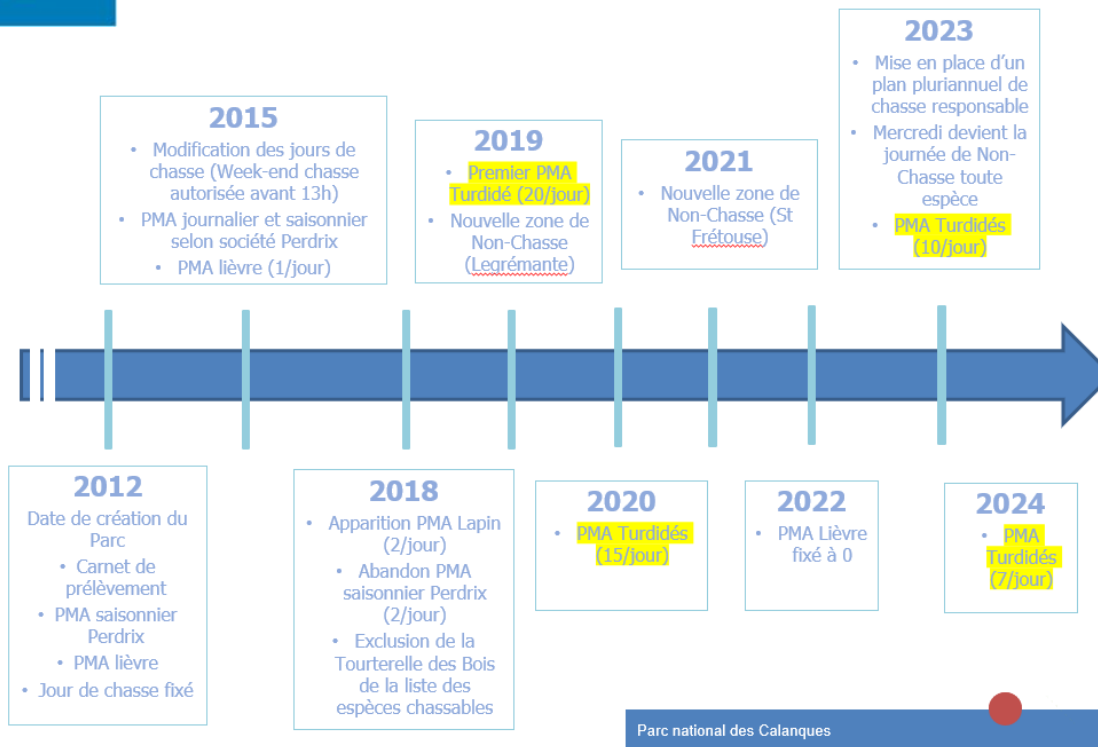 2015
• Modification des jours de
chasse (Week-end chasse
autorisée avant 13h)
• PMA journalier et saisonnier
selon société Perdrix
• PMA lièvre (1/jour)
2019
• Premier PMA
Turdidé (20/jour)
• Nouvelle zone de
Non-Chasse
(Legrémante)
2021
• Nouvelle zone de
Non-Chasse (St
Frétouse)
2023
• Mise en place d'un
plan pluriannuel de
chasse responsable
• Mercredi devient la
journée de Non-
Chasse toute
espèce
• PMA Turdidés
(10/jour)
2012
Date de création du
Parc
• Carnet de
prélèvement
• PMA saisonnier
Perdrix
• PMA lièvre
• Jour de chasse fixé
2018
• Apparition PMA Lapin
(2/jour)
• Abandon PMA
saisonnier Perdrix
(2/jour)
• Exclusion de la
Tourterelle des Bois
de la liste des
espèces chassables
2020
• PMA Turdidés
(15/jour)
2022
• PMA Lièvre
fixé à 0
2024
• PMA
Turdidés
(7/jour)
Parc national des Calanques